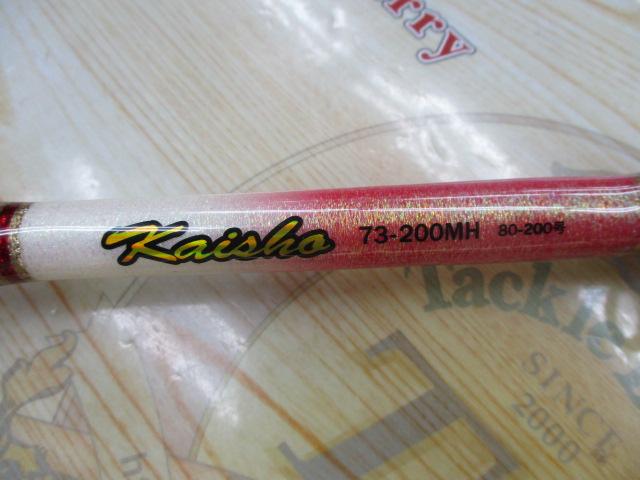 rry
Kaisho 73-200MH 80-200号
Tackle
SINCE
2000